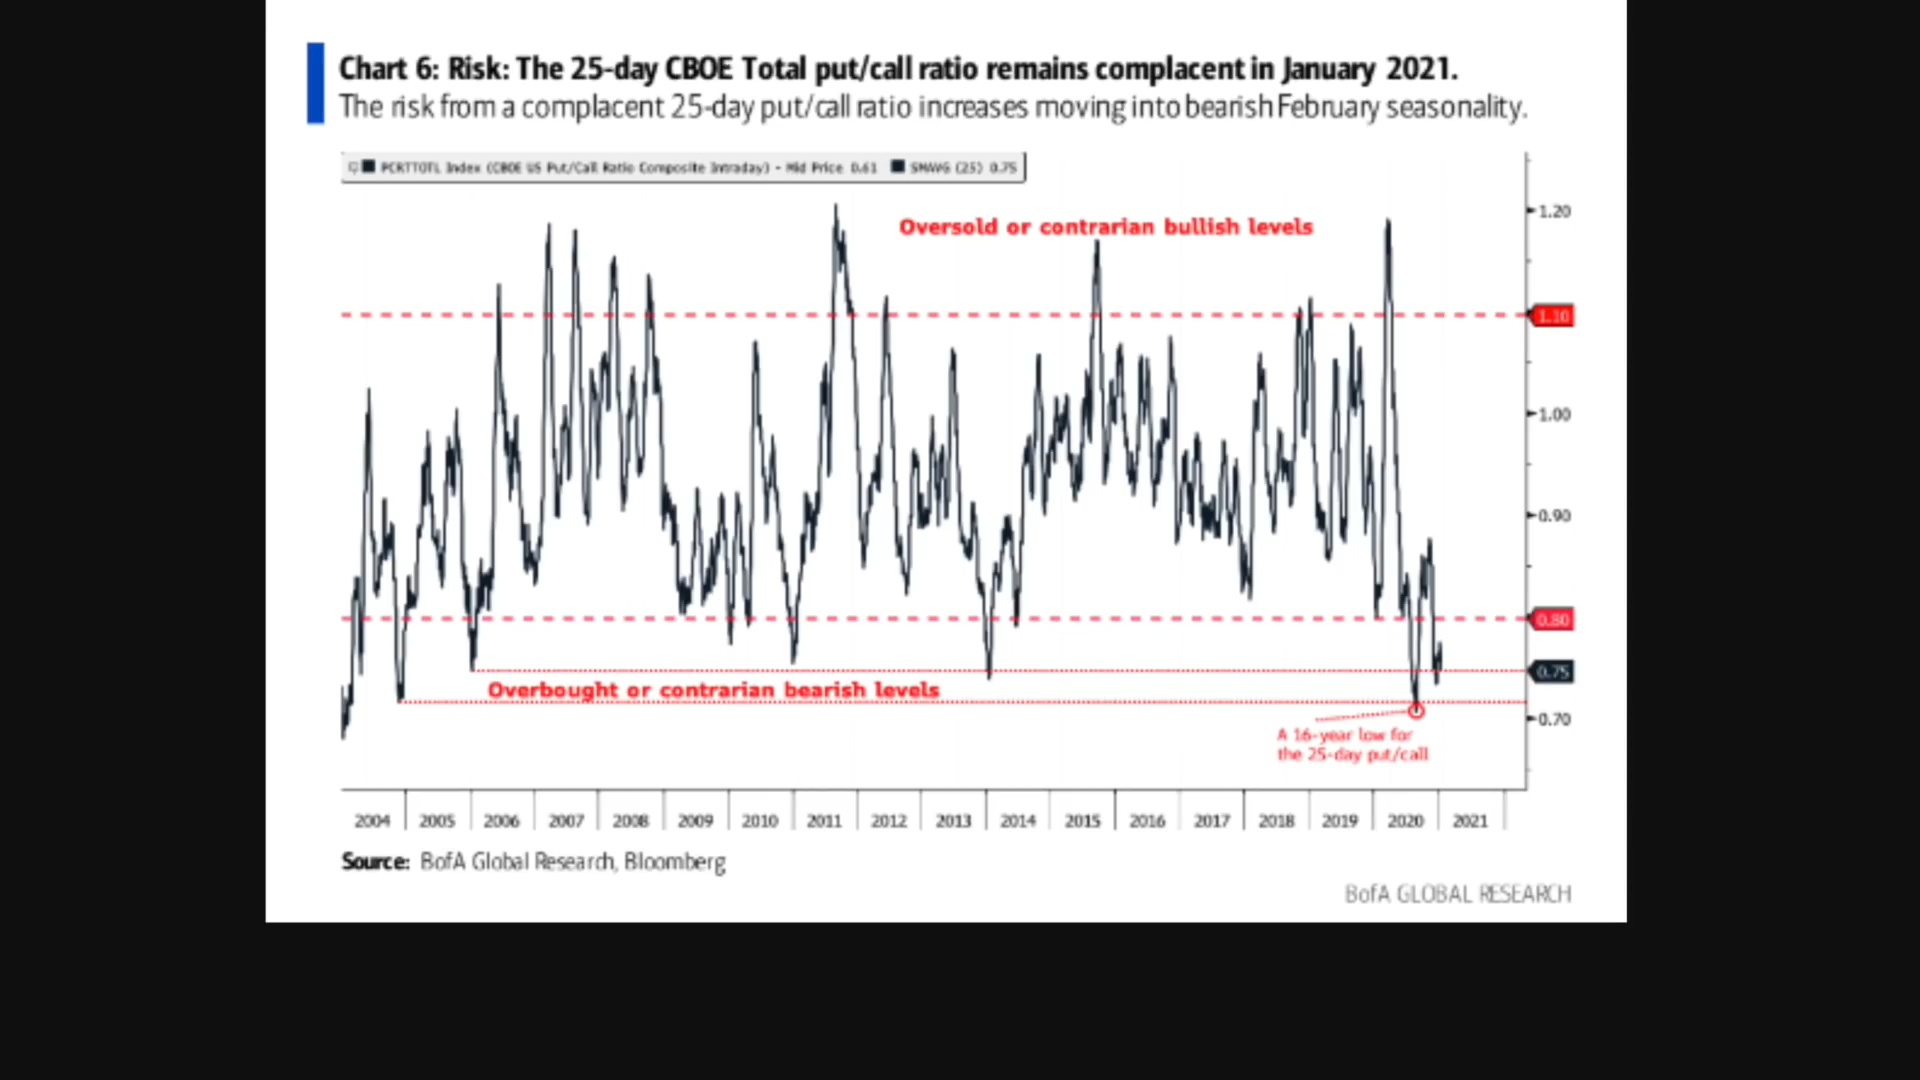 Chart 6: Risk: The 25-day CBOE Total put/call ratio remains complacent in January 2021.
The risk from a complacent 25-day put/call ratio increases moving into bearish February seasonality.
PCRTTOTL Index (CBOE US Put/Call Ratio Composite Intraday) - Mid Price 0.61 SMAVG (25) 0.75
1.20
Oversold or contrarian bullish levels
1.10
1.00
0.90
0.80
0.75
Overbought or contrarian bearish levels
0.70
A 16-year low for
the 25-day put/call
2004 2005 2006 2007 2008 2009 2010 2011 2012 2013 2014 2015 2016 2017 2018 2019 2020 2021
Source: BofA Global Research, Bloomberg
BofA GLOBAL RESEARCH